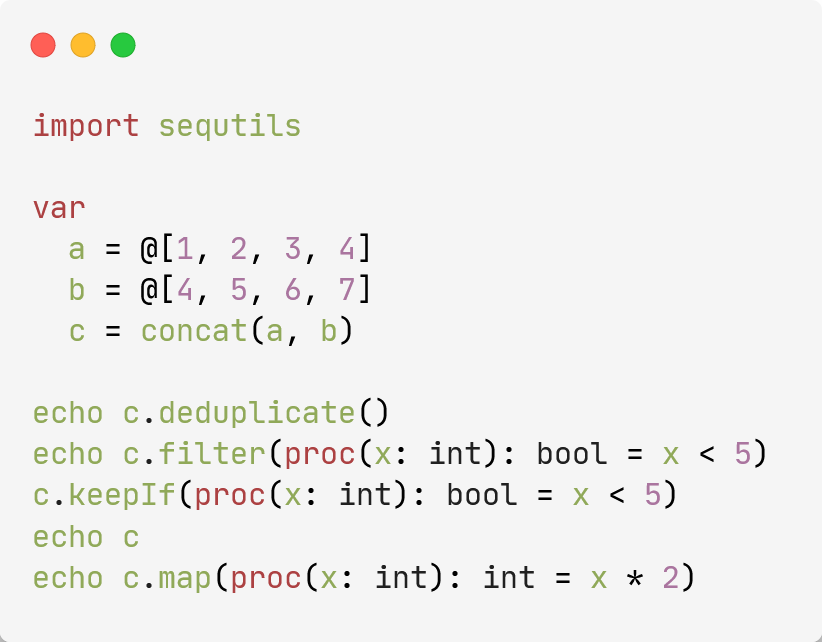 import sequtils

var
  a = @[1, 2, 3, 4]
  b = @[4, 5, 6, 7]
  c = concat(a, b)

echo c.deduplicate()
echo c.filter(proc(x: int): bool = x < 5)
c.keepIf(proc(x: int): bool = x < 5)
echo c
echo c.map(proc(x: int): int = x * 2)